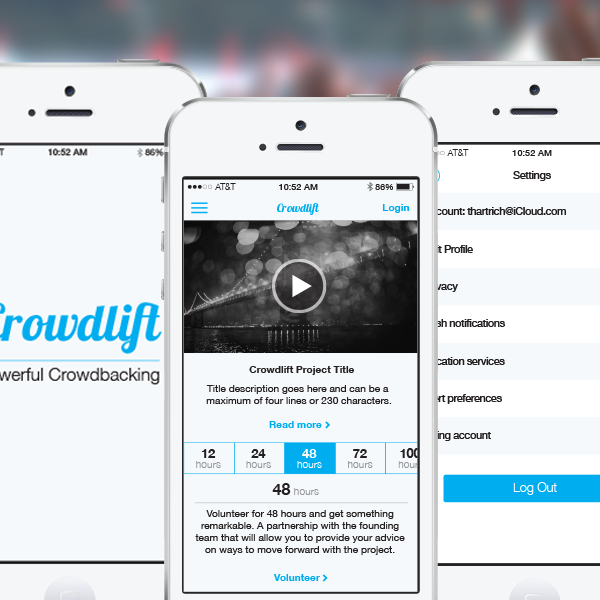 10:52 AM
86%
Crowdlift
Crowdbacking
AT&T
10:52 AM
86%
Crowdlift
Login
Crowdlift Project Title
Title description goes here and can be a
maximum of four lines or 230 characters.
Read more >
12 hours
24 hours
48 hours
72 hours
100
48 hours
Volunteer for 48 hours and get something
remarkable. A partnership with the founding
team that will allow you to provide your advice
on ways to move forward with the project.
Volunteer >
AT&T
10:52 AM
Settings
count: thartrich@iCloud.com
t Profile
vacy
sh notifications
cation services
rt preferences
ing account
Log Out